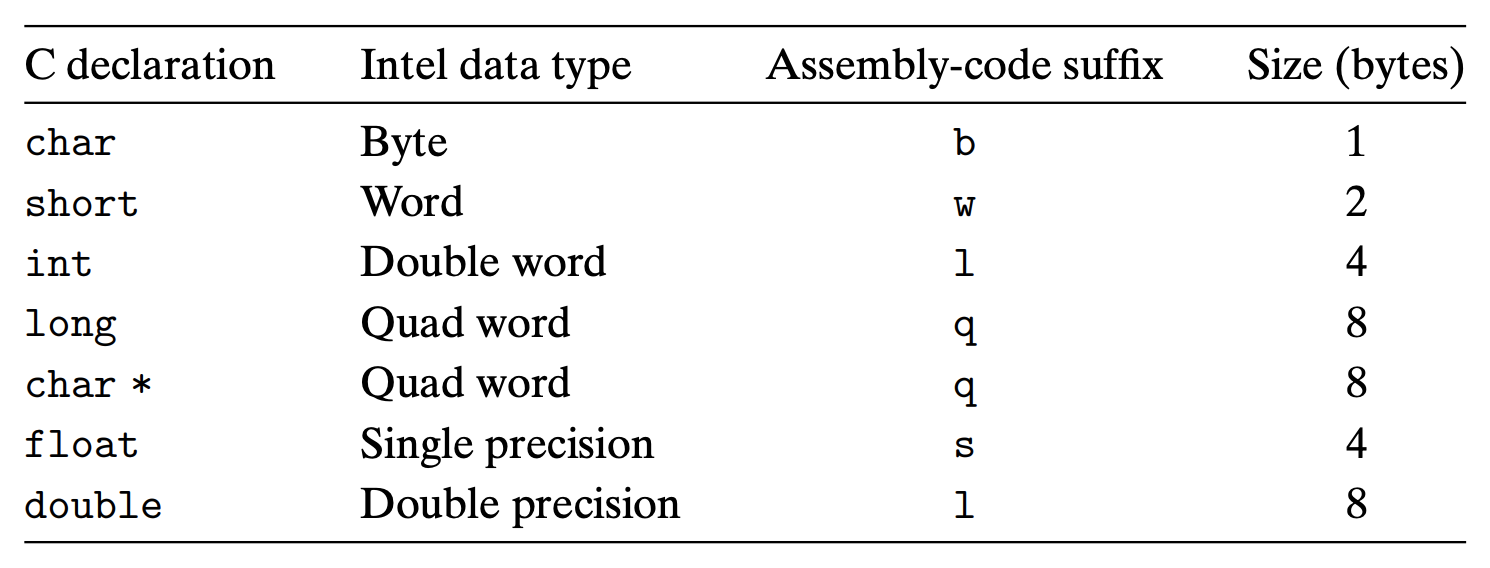 C declaration Intel data type Assembly-code suffix Size (bytes)
char Byte b 1
short Word w 2
int Double word l 4
long Quad word q 8
char * Quad word q 8
float Single precision s 4
double Double precision l 8